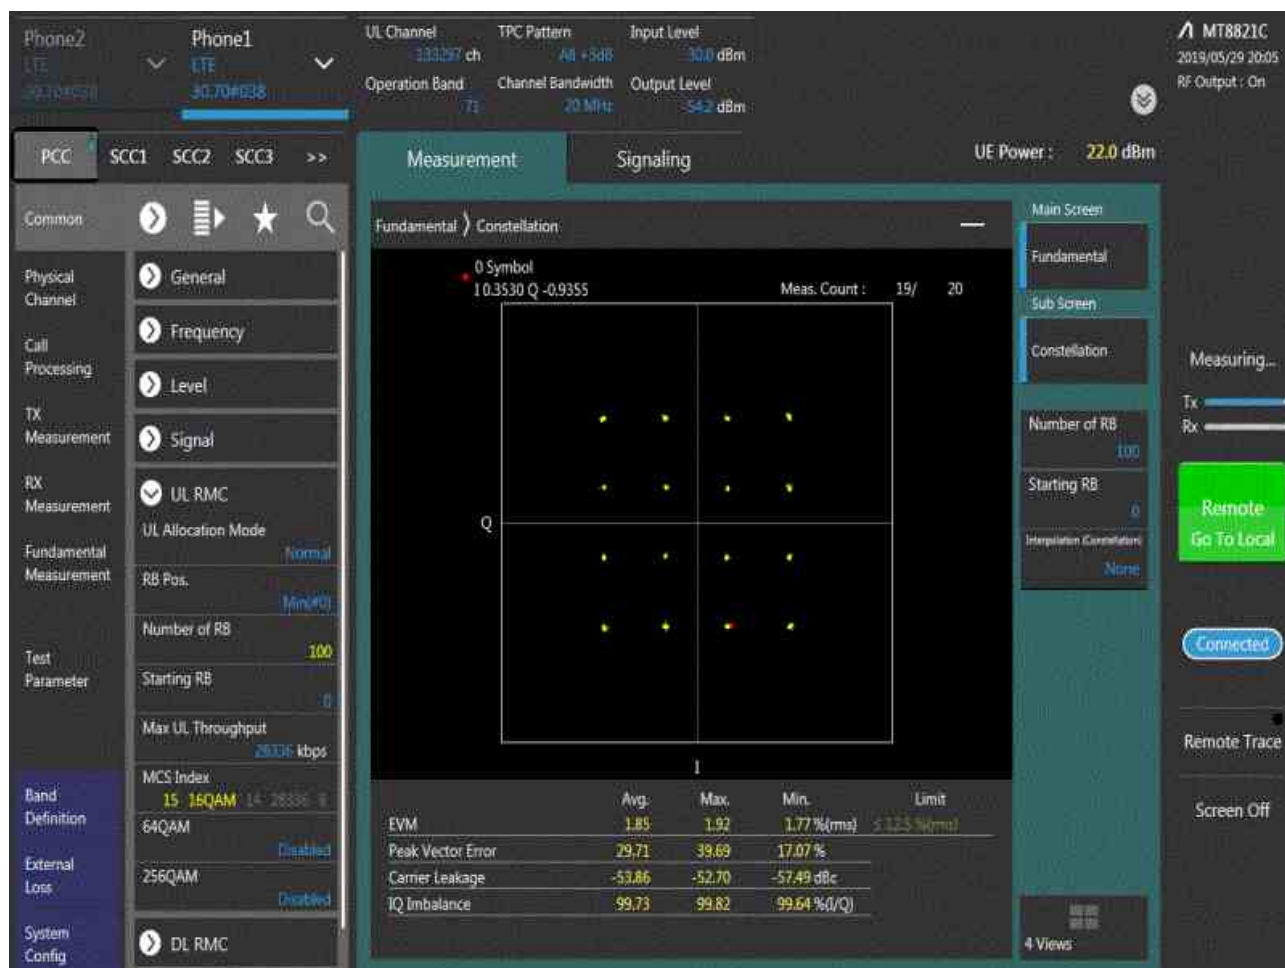 Phone2
LTE
Phone1
LTE
30.70#038
UL Channel
133297 ch
TPC Pattern
All +3dB
Input Level
30.0 dBm
Operation Band
71
Channel Bandwidth
20 MHz
Output Level
-54.2 dBm
MT8821C
2019/05/29 20:05
RF Output : On
PCC SCC1 SCC2 SCC3 >>
Measurement
Signaling
UE Power : 22.0 dBm
Common
Physical
Channel
Call
Processing
TX
Measurement
RX
Measurement
Fundamental
Measurement
Test
Parameter
Band
Definition
External
Loss
System
Config
General
Frequency
Level
Signal
UL RMC
UL Allocation Mode
Normal
RB Pos.
Min(#0)
Number of RB
100
Starting RB
0
Max UL Throughput
28336 kbps
MCS Index
15 16QAM 14 28336 8
64QAM
Disabled
256QAM
Disabled
DL RMC
Fundamental ⟩ Constellation
0 Symbol
I 0.3530 Q -0.9355
Meas. Count : 19/ 20
Q
I
Avg. Max. Min. Limit
EVM 1.85 1.92 1.77 %(rms) ≤ 12.5 %(rms)
Peak Vector Error 29.71 39.69 17.07 %
Carrier Leakage -53.86 -52.70 -57.49 dBc
IQ Imbalance 99.73 99.82 99.64 %(I/Q)
Main Screen
Fundamental
Sub Screen
Constellation
Number of RB
100
Starting RB
0
Interpolation (Constellation)
None
4 Views
Measuring...
Tx
Rx
Remote
Go To Local
Connected
Remote Trace
Screen Off